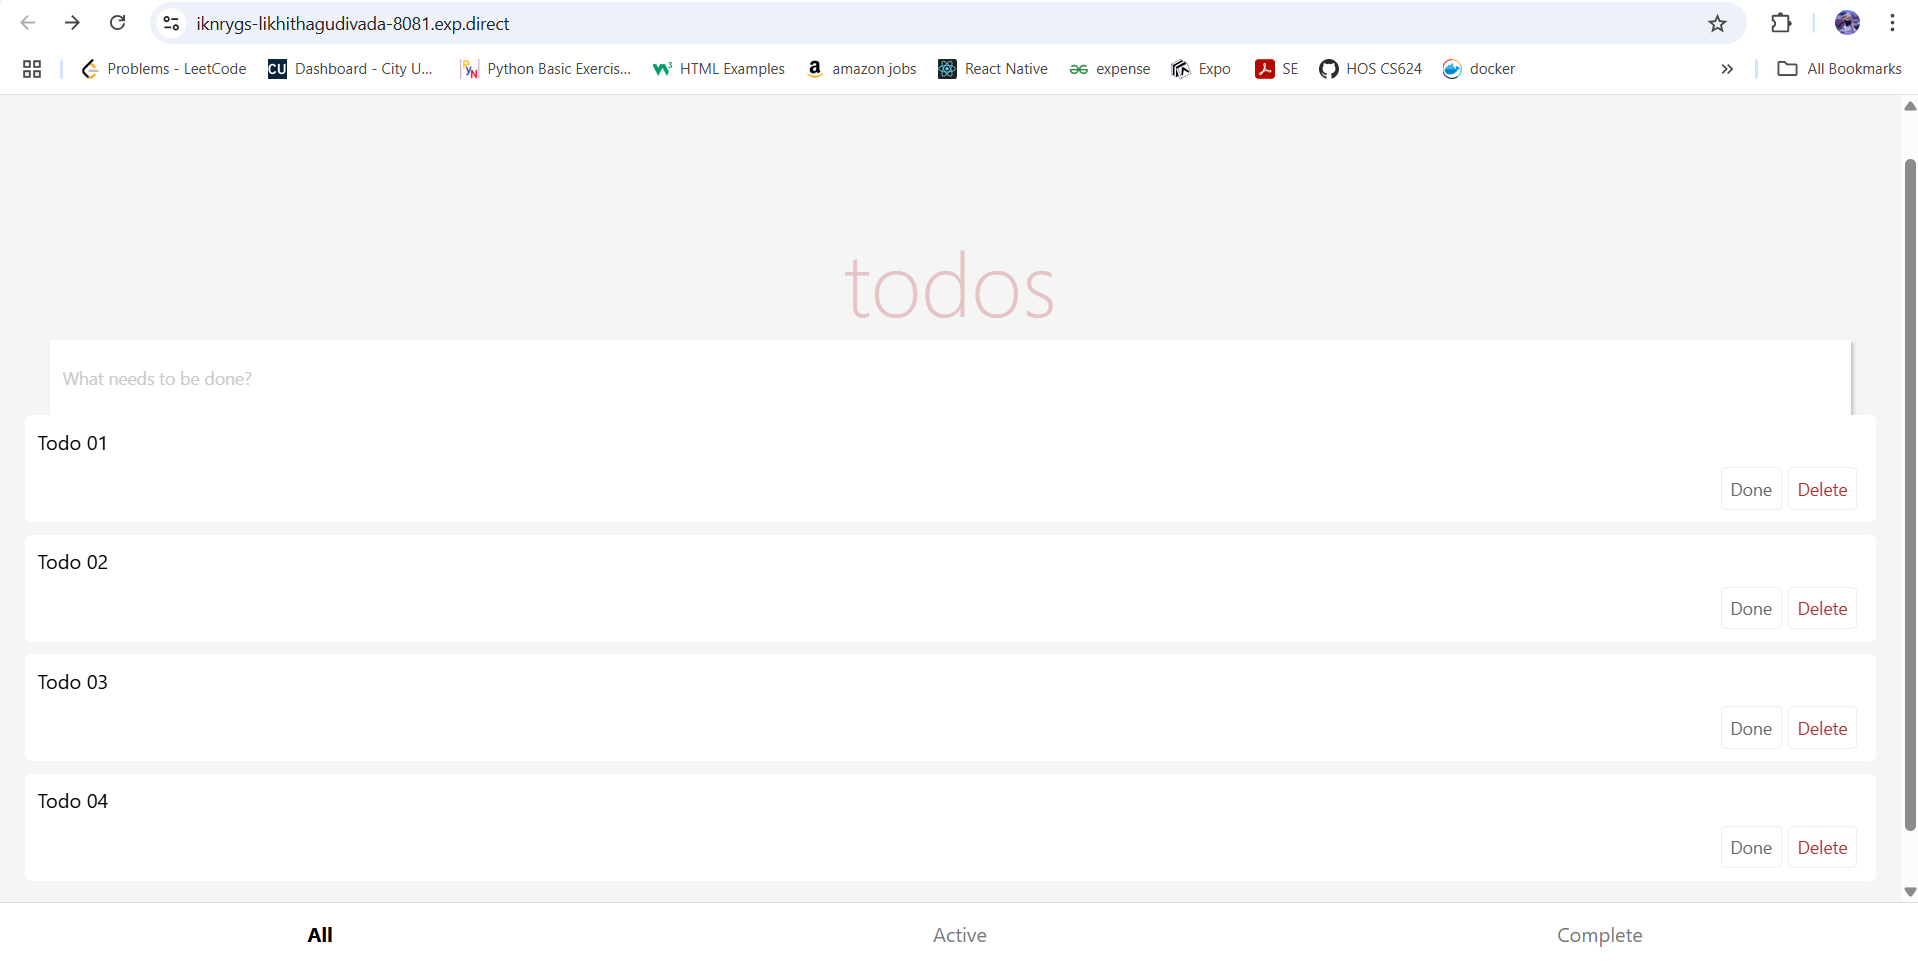 iknrygs-likhithagudivada-8081.exp.direct
Problems - LeetCode CU Dashboard - City U... Python Basic Exercis... HTML Examples amazon jobs React Native expense Expo SE HOS CS624 docker All Bookmarks
todos
What needs to be done?
Todo 01
Done Delete
Todo 02
Done Delete
Todo 03
Done Delete
Todo 04
Done Delete
All Active Complete